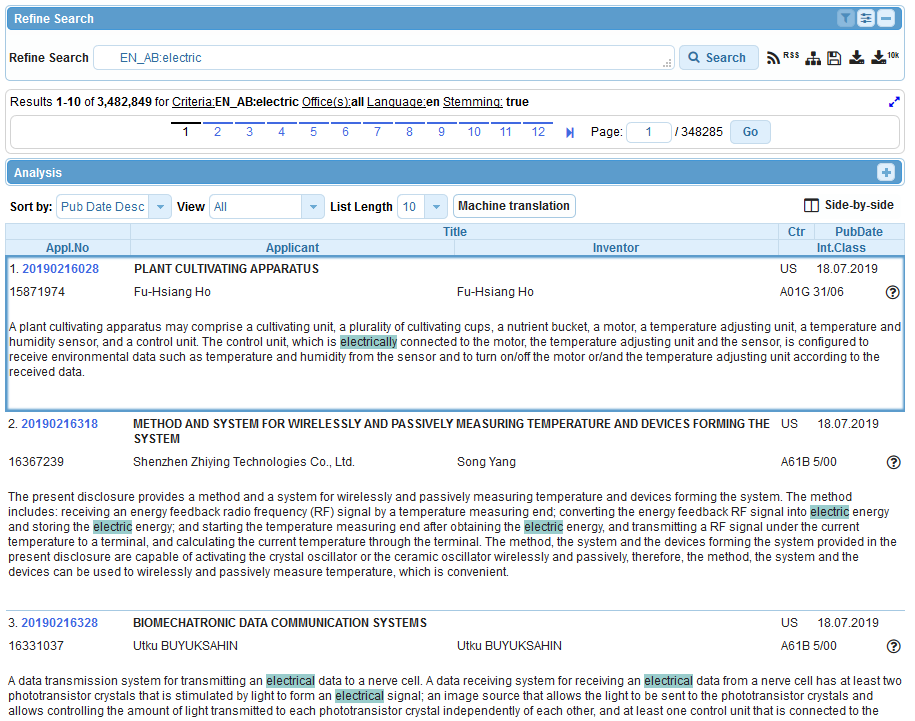 Refine Search
Refine Search EN_AB:electric Search RSS 10k
Results 1-10 of 3,482,849 for Criteria:EN_AB:electric Office(s):all Language:en Stemming: true
1 2 3 4 5 6 7 8 9 10 11 12 Page: 1 / 348285 Go
Analysis
Sort by: Pub Date Desc View All List Length 10 Machine translation Side-by-side
Title Ctr PubDate
Appl.No Applicant Inventor Int.Class
1. 20190216028 PLANT CULTIVATING APPARATUS US 18.07.2019
15871974 Fu-Hsiang Ho Fu-Hsiang Ho A01G 31/06 ?
A plant cultivating apparatus may comprise a cultivating unit, a plurality of cultivating cups, a nutrient bucket, a motor, a temperature adjusting unit, a temperature and
humidity sensor, and a control unit. The control unit, which is electrically connected to the motor, the temperature adjusting unit and the sensor, is configured to
receive environmental data such as temperature and humidity from the sensor and to turn on/off the motor or/and the temperature adjusting unit according to the
received data.
2. 20190216318 METHOD AND SYSTEM FOR WIRELESSLY AND PASSIVELY MEASURING TEMPERATURE AND DEVICES FORMING THE US 18.07.2019
SYSTEM
16367239 Shenzhen Zhiying Technologies Co., Ltd. Song Yang A61B 5/00 ?
The present disclosure provides a method and a system for wirelessly and passively measuring temperature and devices forming the system. The method
includes: receiving an energy feedback radio frequency (RF) signal by a temperature measuring end; converting the energy feedback RF signal into electric energy
and storing the electric energy; and starting the temperature measuring end after obtaining the electric energy, and transmitting a RF signal under the current
temperature to a terminal, and calculating the current temperature through the terminal. The method, the system and the devices forming the system provided in the
present disclosure are capable of activating the crystal oscillator or the ceramic oscillator wirelessly and passively, therefore, the method, the system and the
devices can be used to wirelessly and passively measure temperature, which is convenient.
3. 20190216328 BIOMECHATRONIC DATA COMMUNICATION SYSTEMS US 18.07.2019
16331037 Utku BUYUKSAHIN Utku BUYUKSAHIN A61B 5/00 ?
A data transmission system for transmitting an electrical data to a nerve cell. A data receiving system for receiving an electrical data from a nerve cell has at least two
phototransistor crystals that is stimulated by light to form an electrical signal; an image source that allows the light to be sent to the phototransistor crystals and
allows controlling the amount of light transmitted to each phototransistor crystal independently of each other, and at least one control unit that is connected to the